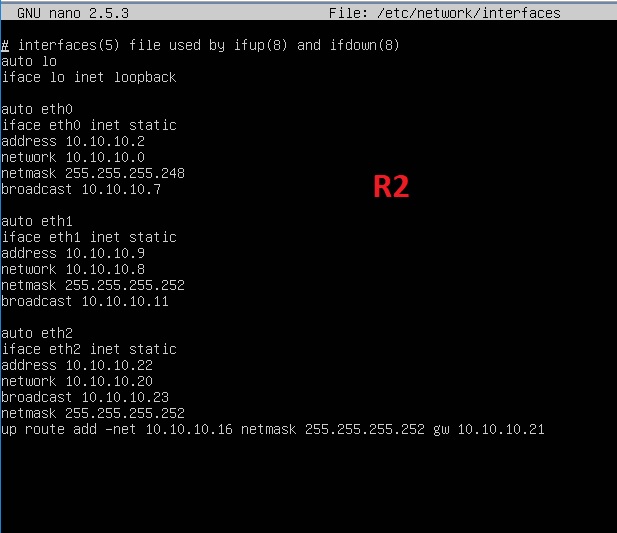 GNU nano 2.5.3 File: /etc/network/interfaces
# interfaces(5) file used by ifup(8) and ifdown(8)
auto lo
iface lo inet loopback
auto eth0
iface eth0 inet static
address 10.10.10.2
network 10.10.10.0
netmask 255.255.255.248
broadcast 10.10.10.7
R2
auto eth1
iface eth1 inet static
address 10.10.10.9
network 10.10.10.8
netmask 255.255.255.252
broadcast 10.10.10.11
auto eth2
iface eth2 inet static
address 10.10.10.22
network 10.10.10.20
broadcast 10.10.10.23
netmask 255.255.255.252
up route add -net 10.10.10.16 netmask 255.255.255.252 gw 10.10.10.21